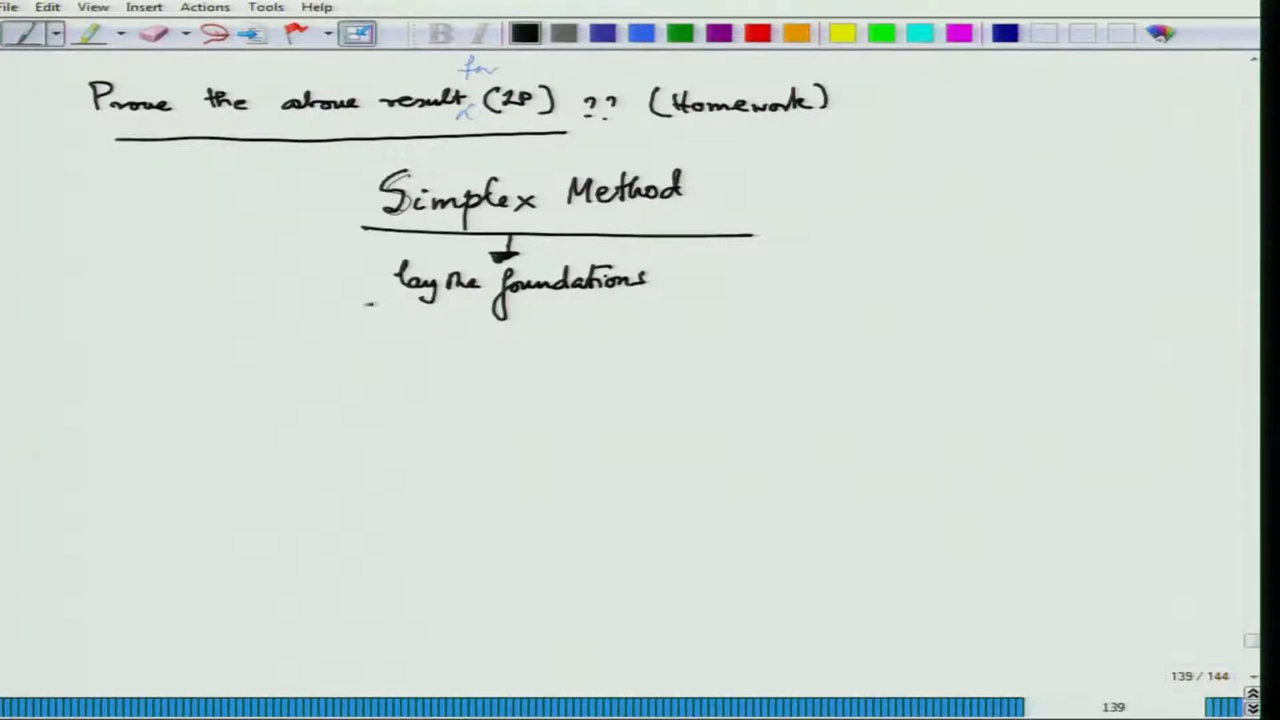 File Edit View Insert Actions Tools Help
for
Prove the above result (LP) ?? (Homework)
Simplex Method
lay the foundations
139 / 144
139